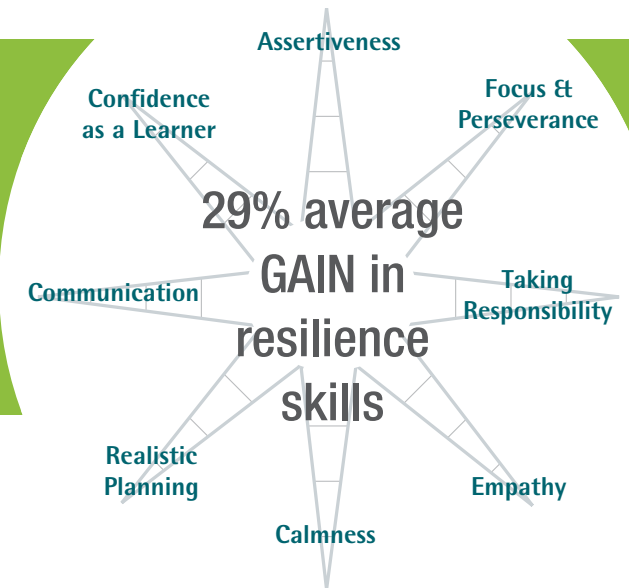 Assertiveness
Focus &
Perseverance
Confidence
as a Learner
29% average
GAIN in
resilience
skills
Communication
Taking
Responsibility
Realistic
Planning
Empathy
Calmness